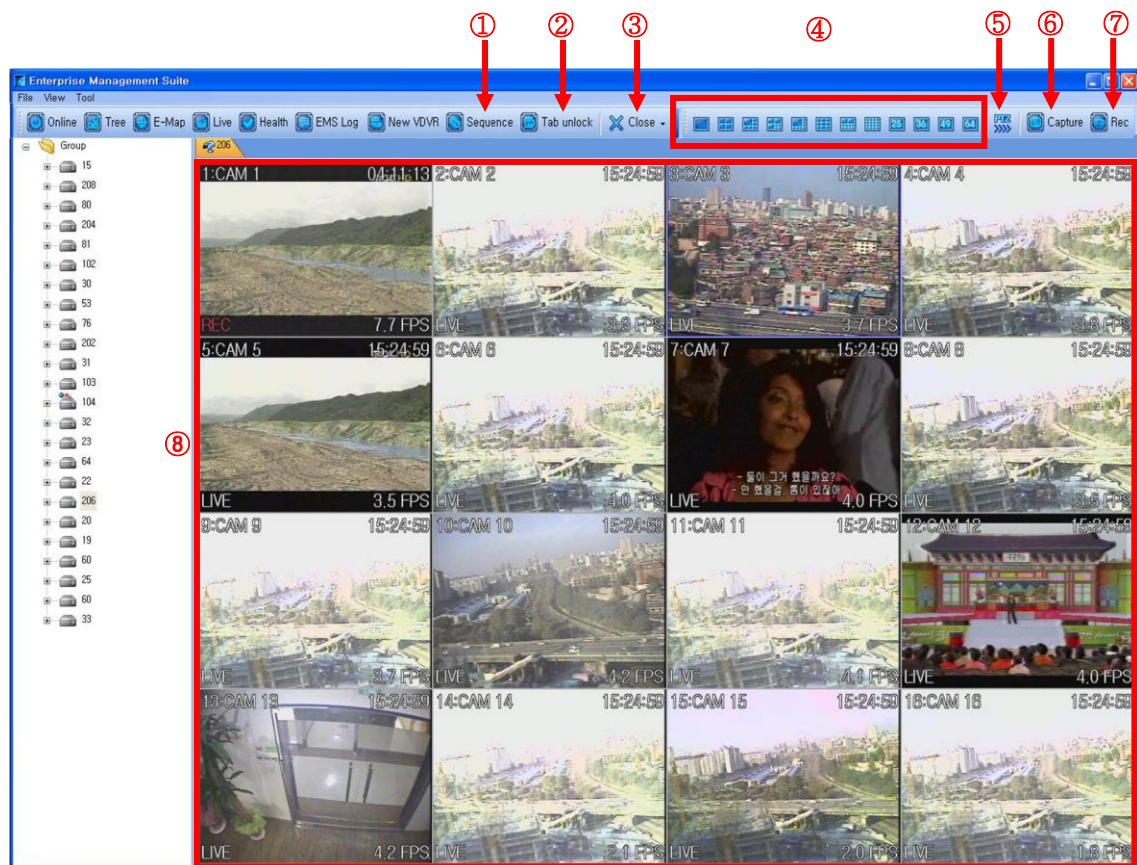 ① ② ③ ④ ⑤ ⑥ ⑦
Enterprise Management Suite
File View Tool
Online Tree E-Map Live Health EMS Log New VDVR Sequence Tab unlock Close 25 36 49 64 PTZ Capture Rec
Group
206
15
208
80
204
81
102
30
53
76
202
31
103
104
32
23
64
22
206
20
19
60
25
60
33
⑧
1:CAM 1 04:11:13 2:CAM 2 15:24:59 3:CAM 3 15:24:59 4:CAM 4 15:24:59
REC 7.7 FPS LIVE 3.8 FPS LIVE 3.7 FPS LIVE 3.8 FPS
5:CAM 5 15:24:59 6:CAM 6 15:24:59 7:CAM 7 15:24:59 8:CAM 8 15:24:59
- 둘이 그거 했을까요?
- 안 했을걸. 톰이 있잖아
LIVE 3.5 FPS LIVE 4.0 FPS LIVE 4.0 FPS LIVE 3.5 FPS
9:CAM 9 15:24:59 10:CAM 10 15:24:59 11:CAM 11 15:24:59 12:CAM 12 15:24:59
LIVE 3.7 FPS LIVE 4.2 FPS LIVE 4.1 FPS LIVE 4.0 FPS
13:CAM 13 15:24:59 14:CAM 14 15:24:59 15:CAM 15 15:24:59 16:CAM 16 15:24:59
LIVE 4.2 FPS LIVE 2.1 FPS LIVE 2.0 FPS LIVE 1.8 FPS